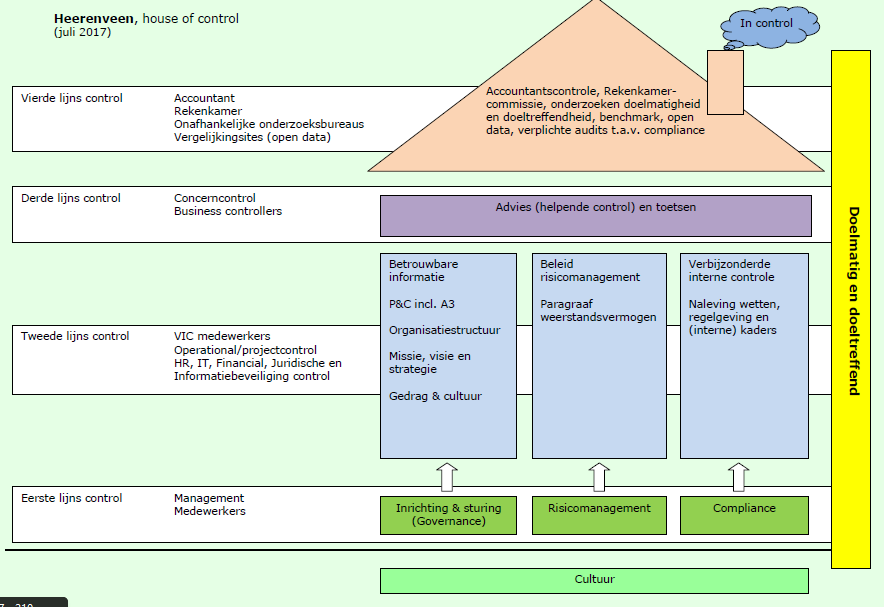 Heerenveen, house of control
(juli 2017)
In control
Vierde lijns control
Accountant
Rekenkamer
Onafhankelijke onderzoeksbureaus
Vergelijkingsites (open data)
Accountantscontrole, Rekenkamer-
commissie, onderzoeken doelmatigheid
en doeltreffendheid, benchmark, open
data, verplichte audits t.a.v. compliance
Derde lijns control
Concerncontrol
Business controllers
Advies (helpende control) en toetsen
Tweede lijns control
VIC medewerkers
Operational/projectcontrol
HR, IT, Financial, Juridische en
Informatiebeveiliging control
Betrouwbare
informatie
P&C incl. A3
Organisatiestructuur
Missie, visie en
strategie
Gedrag & cultuur
Beleid
risicomanagement
Paragraaf
weerstandsvermogen
Verbijzonderde
interne controle
Naleving wetten,
regelgeving en
(interne) kaders
Eerste lijns control
Management
Medewerkers
Inrichting & sturing
(Governance)
Risicomanagement
Compliance
Cultuur
Doelmatig en doeltreffend